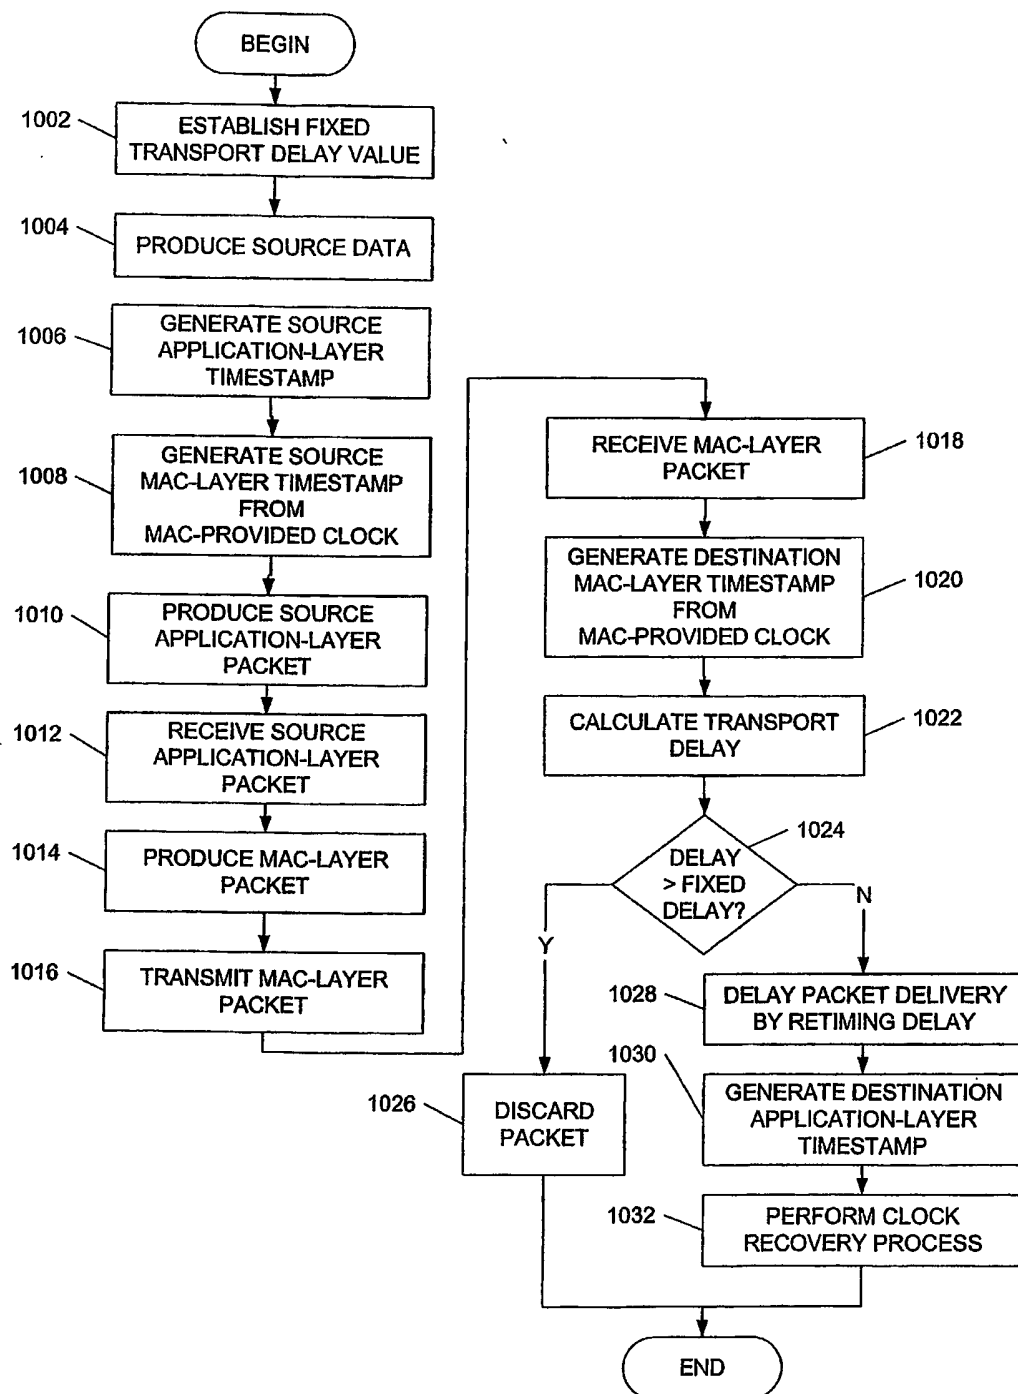 BEGIN
1002
ESTABLISH FIXED
TRANSPORT DELAY VALUE
1004
PRODUCE SOURCE DATA
1006
GENERATE SOURCE
APPLICATION-LAYER
TIMESTAMP
1008
GENERATE SOURCE
MAC-LAYER TIMESTAMP
FROM
MAC-PROVIDED CLOCK
1010
PRODUCE SOURCE
APPLICATION-LAYER
PACKET
1012
RECEIVE SOURCE
APPLICATION-LAYER
PACKET
1014
PRODUCE MAC-LAYER
PACKET
1016
TRANSMIT MAC-LAYER
PACKET
RECEIVE MAC-LAYER
PACKET
1018
GENERATE DESTINATION
MAC-LAYER TIMESTAMP
FROM
MAC-PROVIDED CLOCK
1020
CALCULATE TRANSPORT
DELAY
1022
1024
DELAY
> FIXED
DELAY?
Y
N
1026
DISCARD
PACKET
1028
DELAY PACKET DELIVERY
BY RETIMING DELAY
1030
GENERATE DESTINATION
APPLICATION-LAYER
TIMESTAMP
1032
PERFORM CLOCK
RECOVERY PROCESS
END